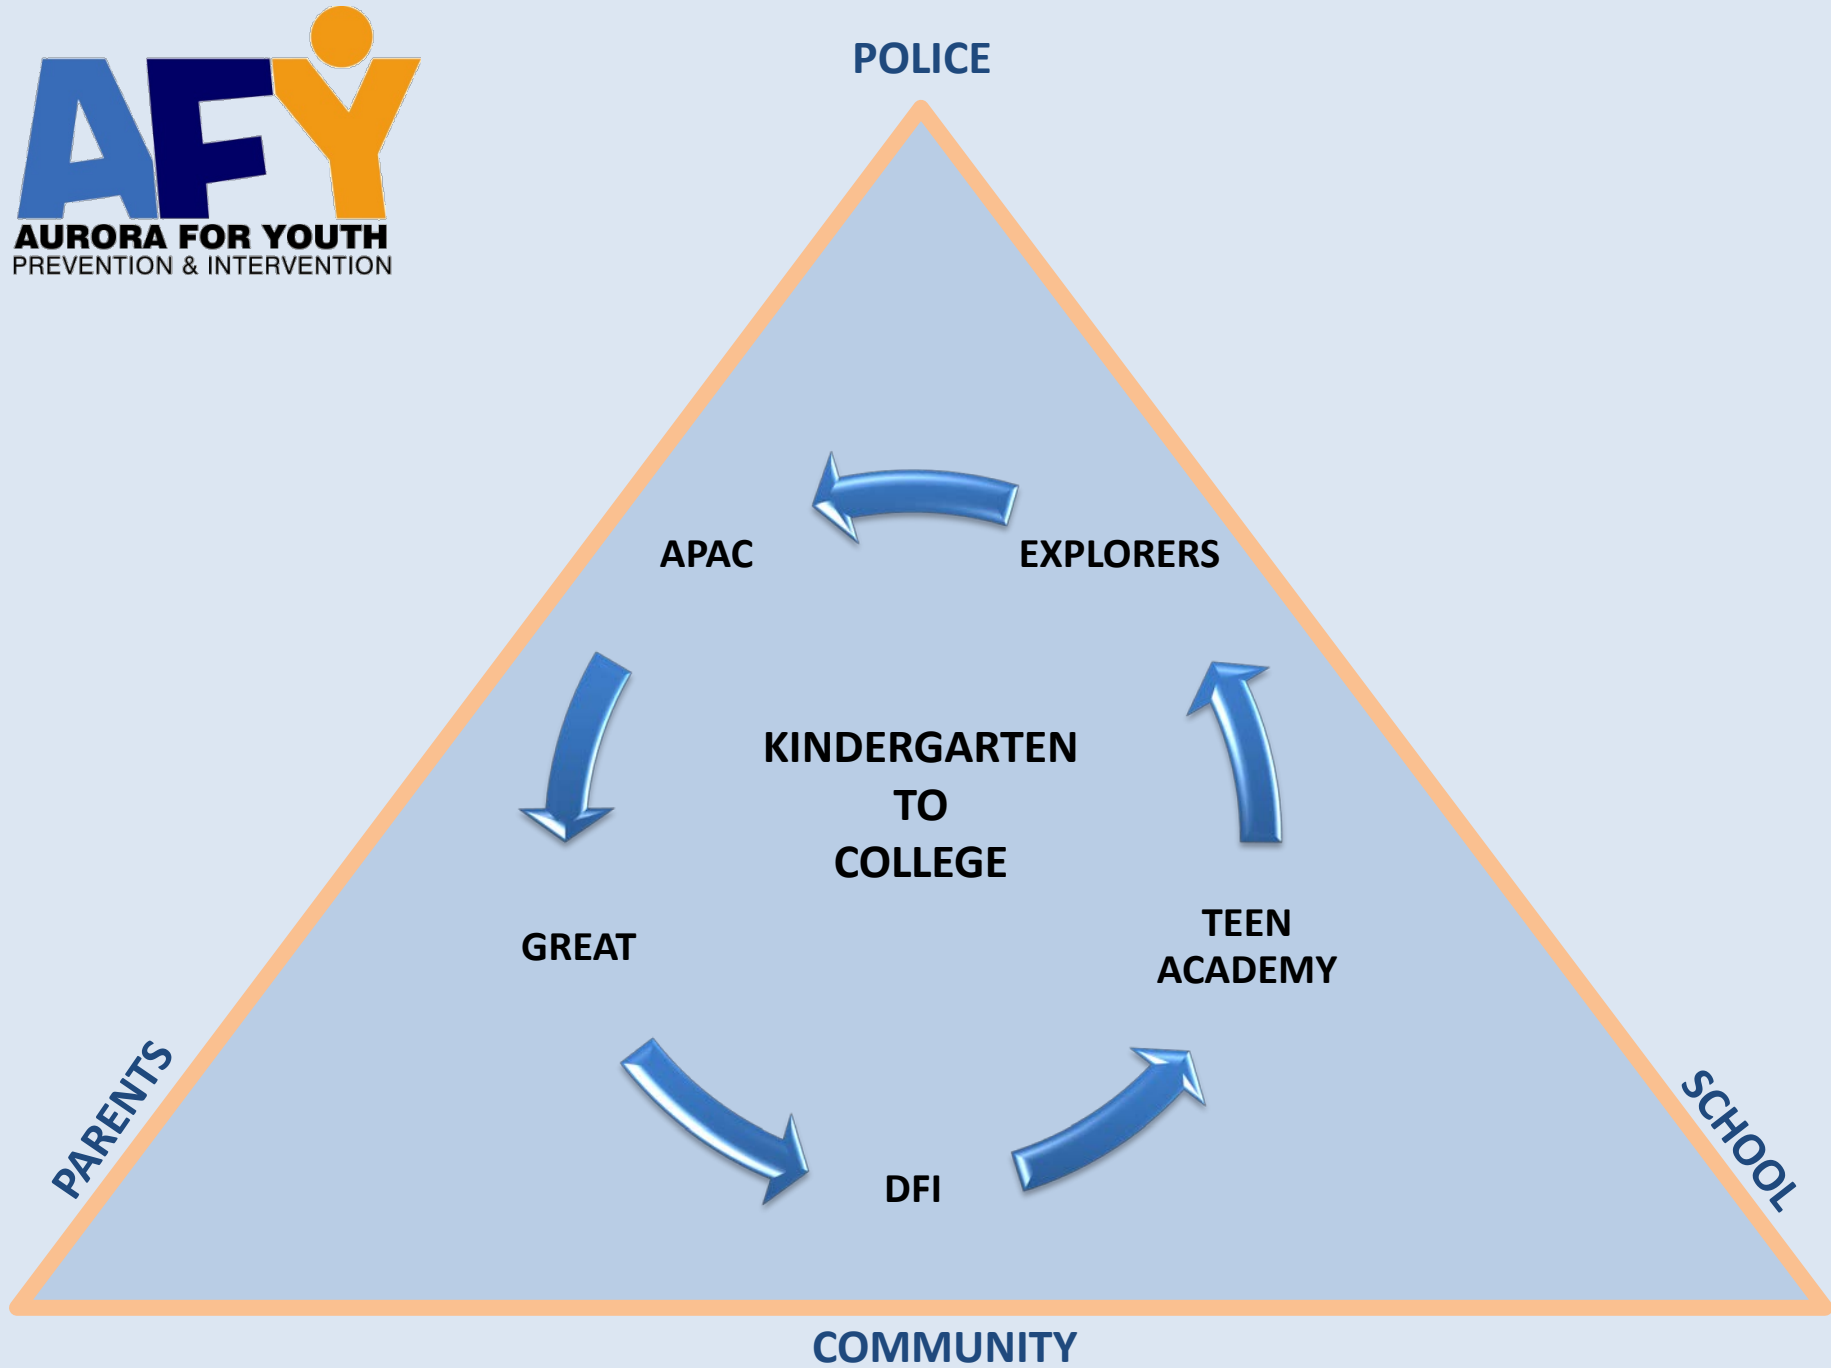 AFY
AURORA FOR YOUTH
PREVENTION & INTERVENTION
POLICE
APAC
EXPLORERS
KINDERGARTEN
TO
COLLEGE
GREAT
TEEN
ACADEMY
DFI
PARENTS
SCHOOL
COMMUNITY